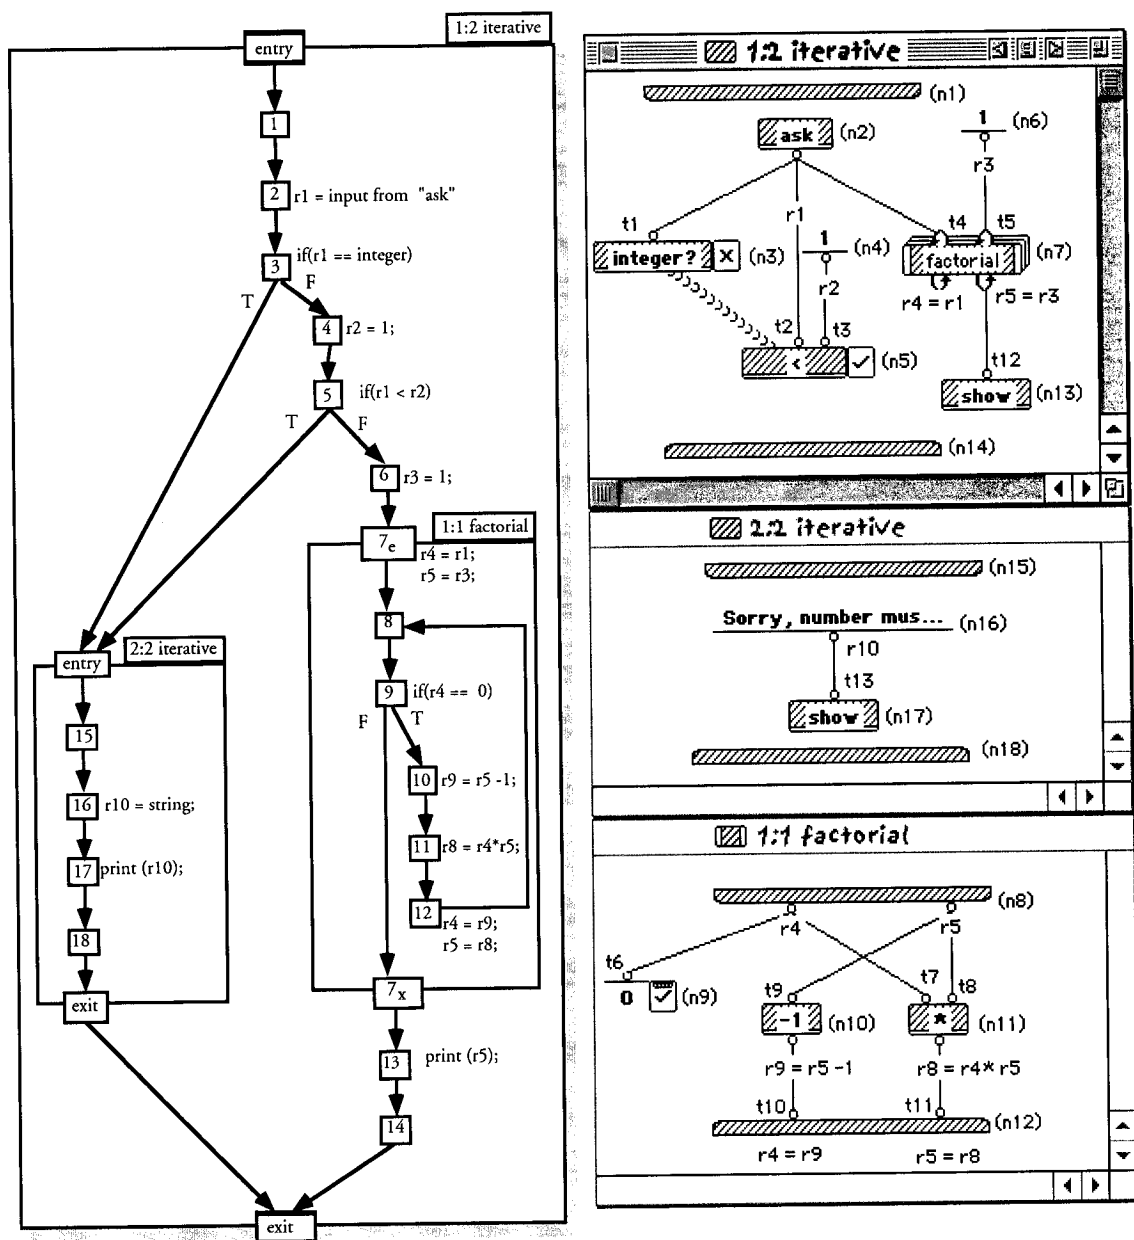 1:2 iterative
entry
1
2 r1 = input from "ask"
3 if(r1 == integer)
T F
4 r2 = 1;
5 if(r1 < r2)
T F
6 r3 = 1;
1:1 factorial
7e r4 = r1;
r5 = r3;
8
9 if(r4 == 0)
F T
10 r9 = r5 -1;
11 r8 = r4*r5;
12 r4 = r9;
r5 = r8;
7x
13 print (r5);
14
2:2 iterative
entry
15
16 r10 = string;
17 print (r10);
18
exit
exit
1:2 iterative
(n1)
ask (n2)
1 (n6)
r3
r1
t1 t4 t5
integer? (n3)
1 (n4)
factorial (n7)
r2
r4 = r1 r5 = r3
t2 t3
< (n5)
t12
show (n13)
(n14)
2:2 iterative
(n15)
Sorry, number mus... (n16)
r10
t13
show (n17)
(n18)
1:1 factorial
(n8)
r4 r5
t6
0 (n9)
t9 t7 t8
-1 (n10) * (n11)
r9 = r5 -1 r8 = r4* r5
t10 t11
(n12)
r4 = r9 r5 = r8